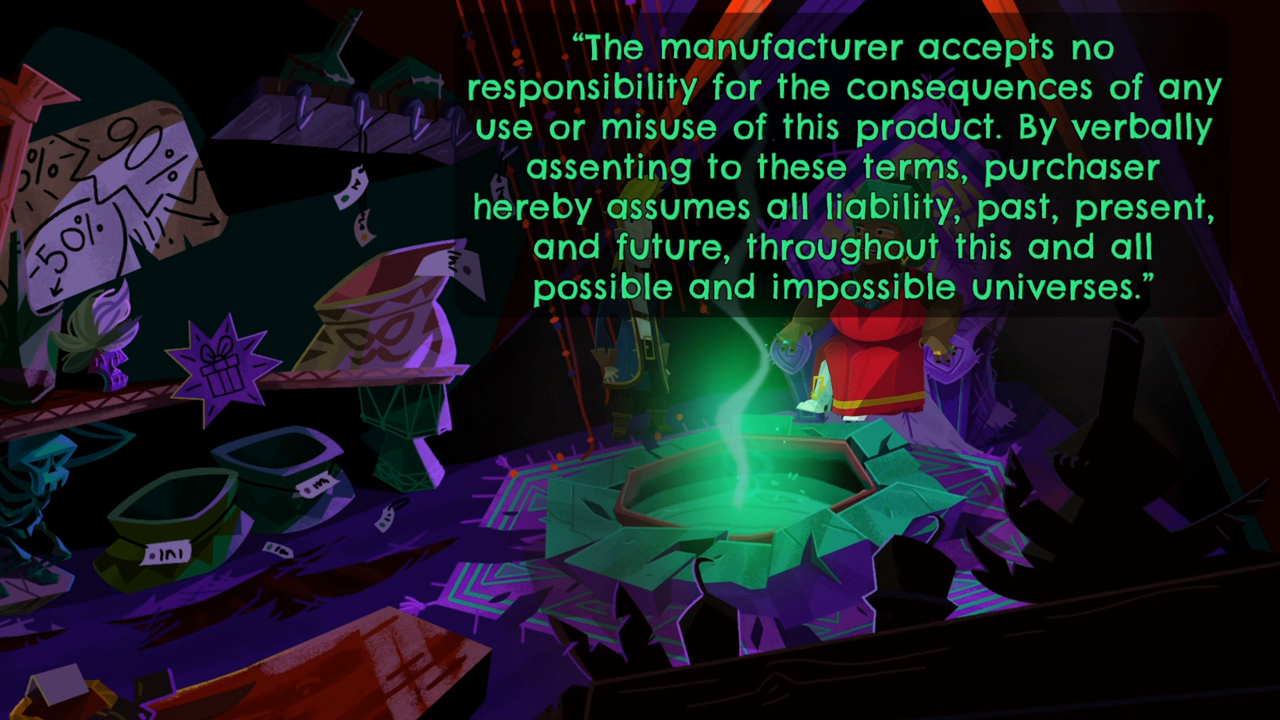 “The manufacturer accepts no
responsibility for the consequences of any
use or misuse of this product. By verbally
assenting to these terms, purchaser
hereby assumes all liability, past, present,
and future, throughout this and all
possible and impossible universes.”
90%
-50%